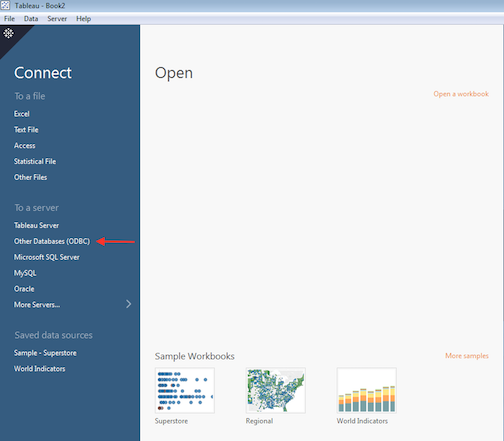 Tableau - Book2
File Data Server Help
Connect
To a file
Excel
Text File
Access
Statistical File
Other Files
To a server
Tableau Server
Other Databases (ODBC)
Microsoft SQL Server
MySQL
Oracle
More Servers...
Saved data sources
Sample - Superstore
World Indicators
Open
Open a workbook
Sample Workbooks
More samples
Superstore
Regional
World Indicators